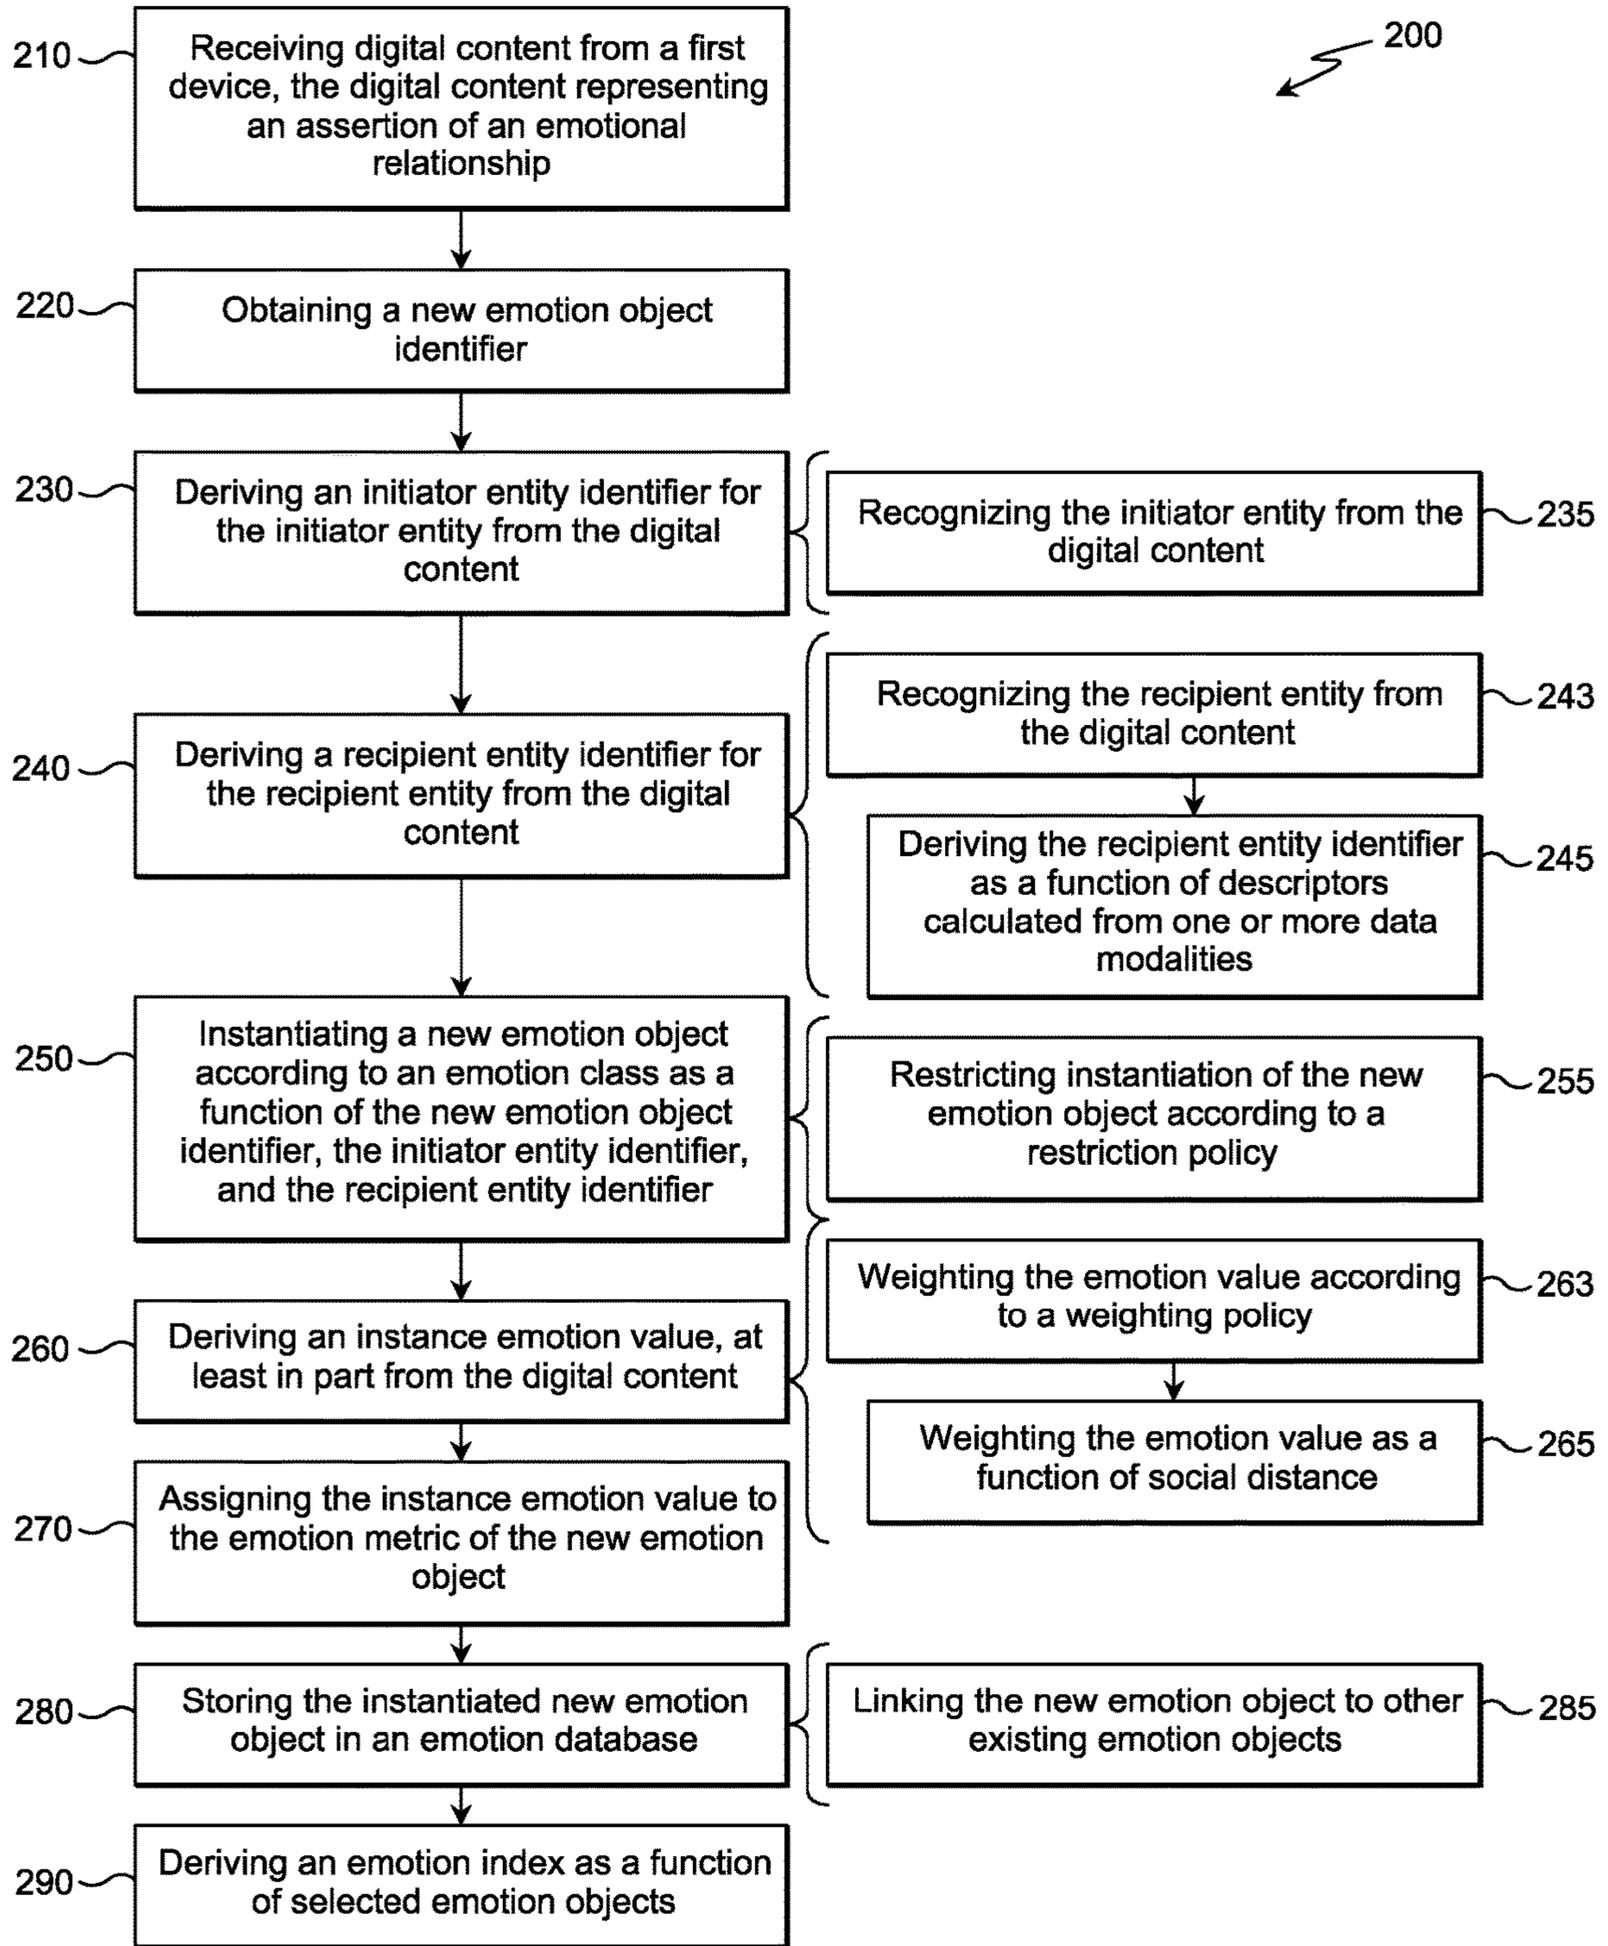 200
210
Receiving digital content from a first
device, the digital content representing
an assertion of an emotional
relationship
220
Obtaining a new emotion object
identifier
230
Deriving an initiator entity identifier for
the initiator entity from the digital
content
Recognizing the initiator entity from the
digital content
235
240
Deriving a recipient entity identifier for
the recipient entity from the digital
content
Recognizing the recipient entity from
the digital content
243
Deriving the recipient entity identifier
as a function of descriptors
calculated from one or more data
modalities
245
250
Instantiating a new emotion object
according to an emotion class as a
function of the new emotion object
identifier, the initiator entity identifier,
and the recipient entity identifier
Restricting instantiation of the new
emotion object according to a
restriction policy
255
260
Deriving an instance emotion value, at
least in part from the digital content
Weighting the emotion value according
to a weighting policy
263
Weighting the emotion value as a
function of social distance
265
270
Assigning the instance emotion value to
the emotion metric of the new emotion
object
280
Storing the instantiated new emotion
object in an emotion database
Linking the new emotion object to other
existing emotion objects
285
290
Deriving an emotion index as a function
of selected emotion objects